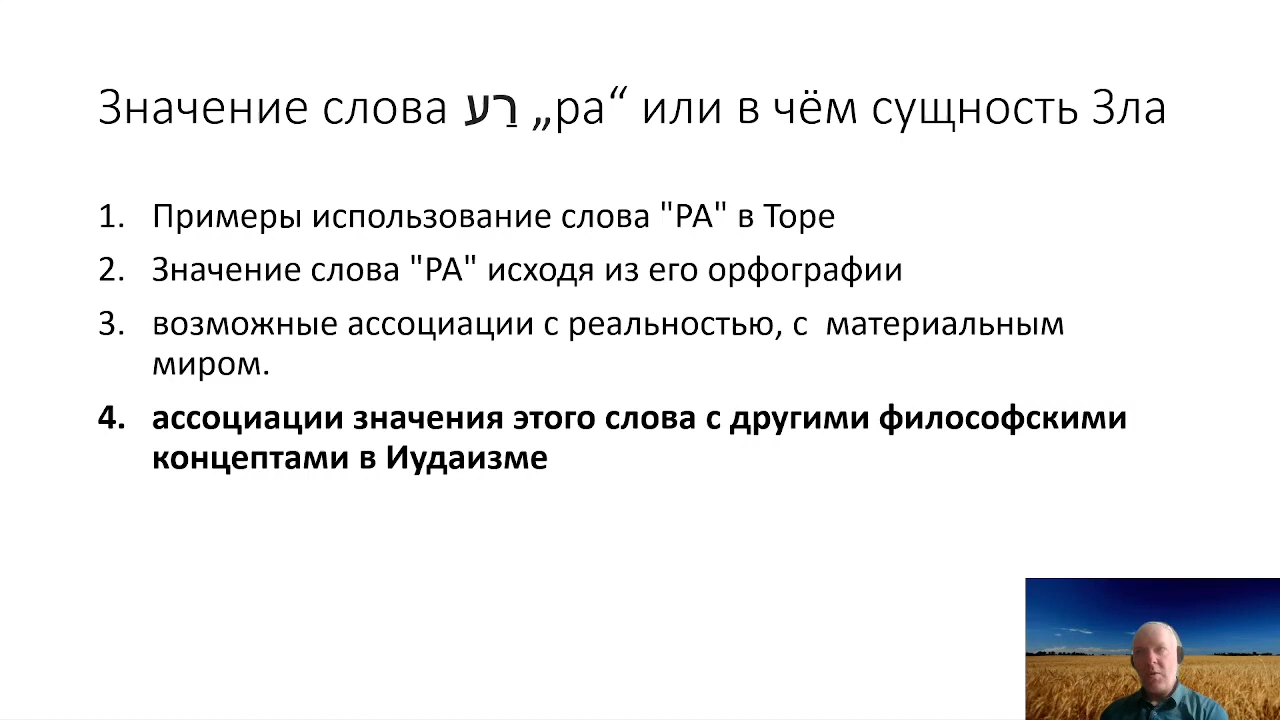 Значение слова רַע „ра“ или в чём сущность Зла
1. Примеры использование слова "РА" в Торе
2. Значение слова "РА" исходя из его орфографии
3. возможные ассоциации с реальностью, с  материальным
миром.
4. ассоциации значения этого слова с другими философскими
концептами в Иудаизме